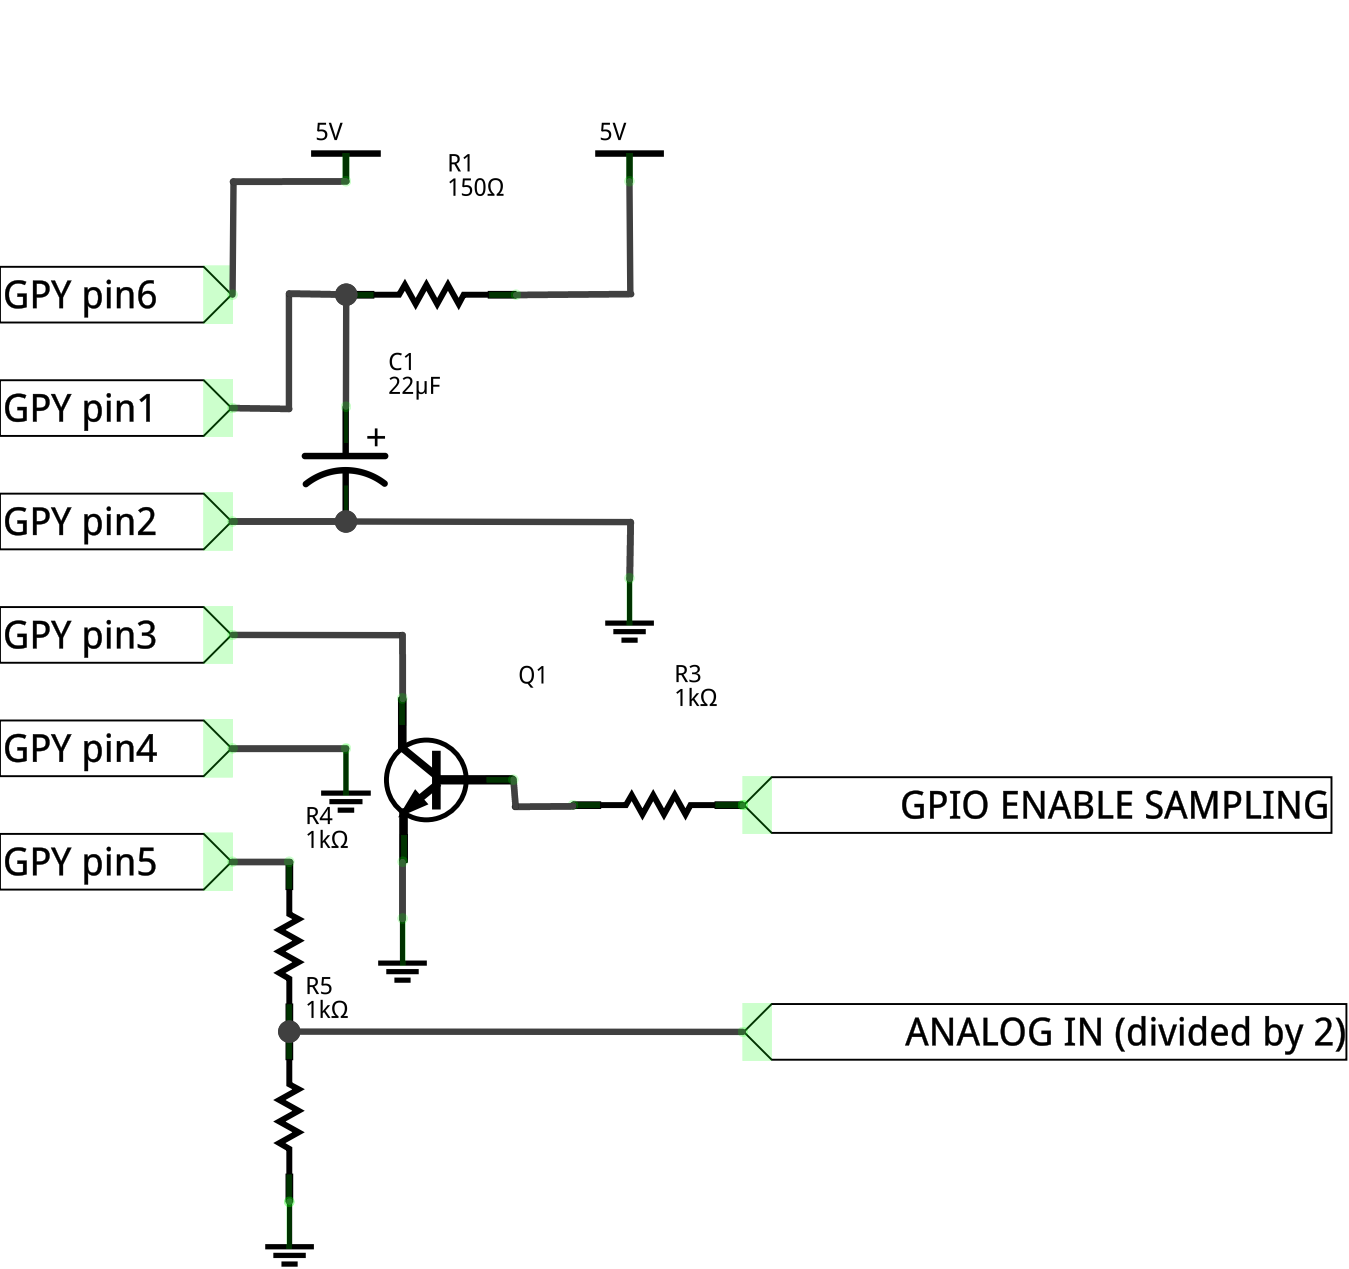 5V
5V
R1
150Ω
GPY pin6
C1
22µF
GPY pin1
+
GPY pin2
GPY pin3
Q1
R3
1kΩ
GPY pin4
GPIO ENABLE SAMPLING
R4
1kΩ
GPY pin5
R5
1kΩ
ANALOG IN (divided by 2)